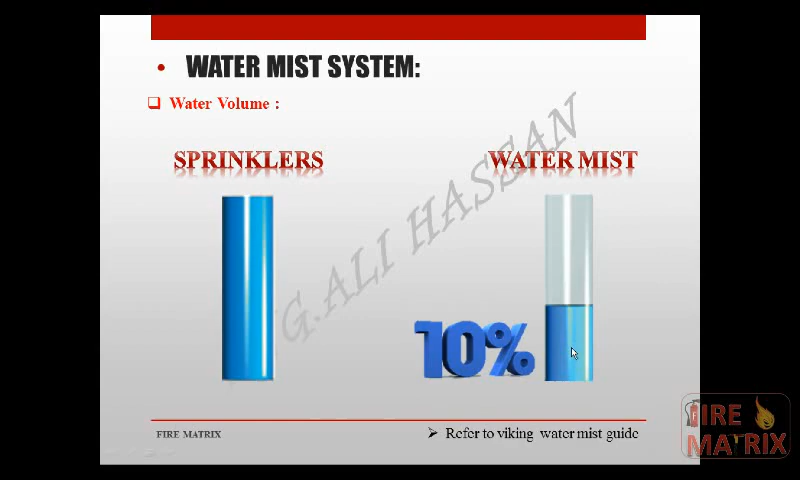 • WATER MIST SYSTEM:
❑ Water Volume :
SPRINKLERS
WATER MIST
G.ALI HASSAN
10%
FIRE MATRIX
➢ Refer to viking water mist guide
FIRE
MATRIX